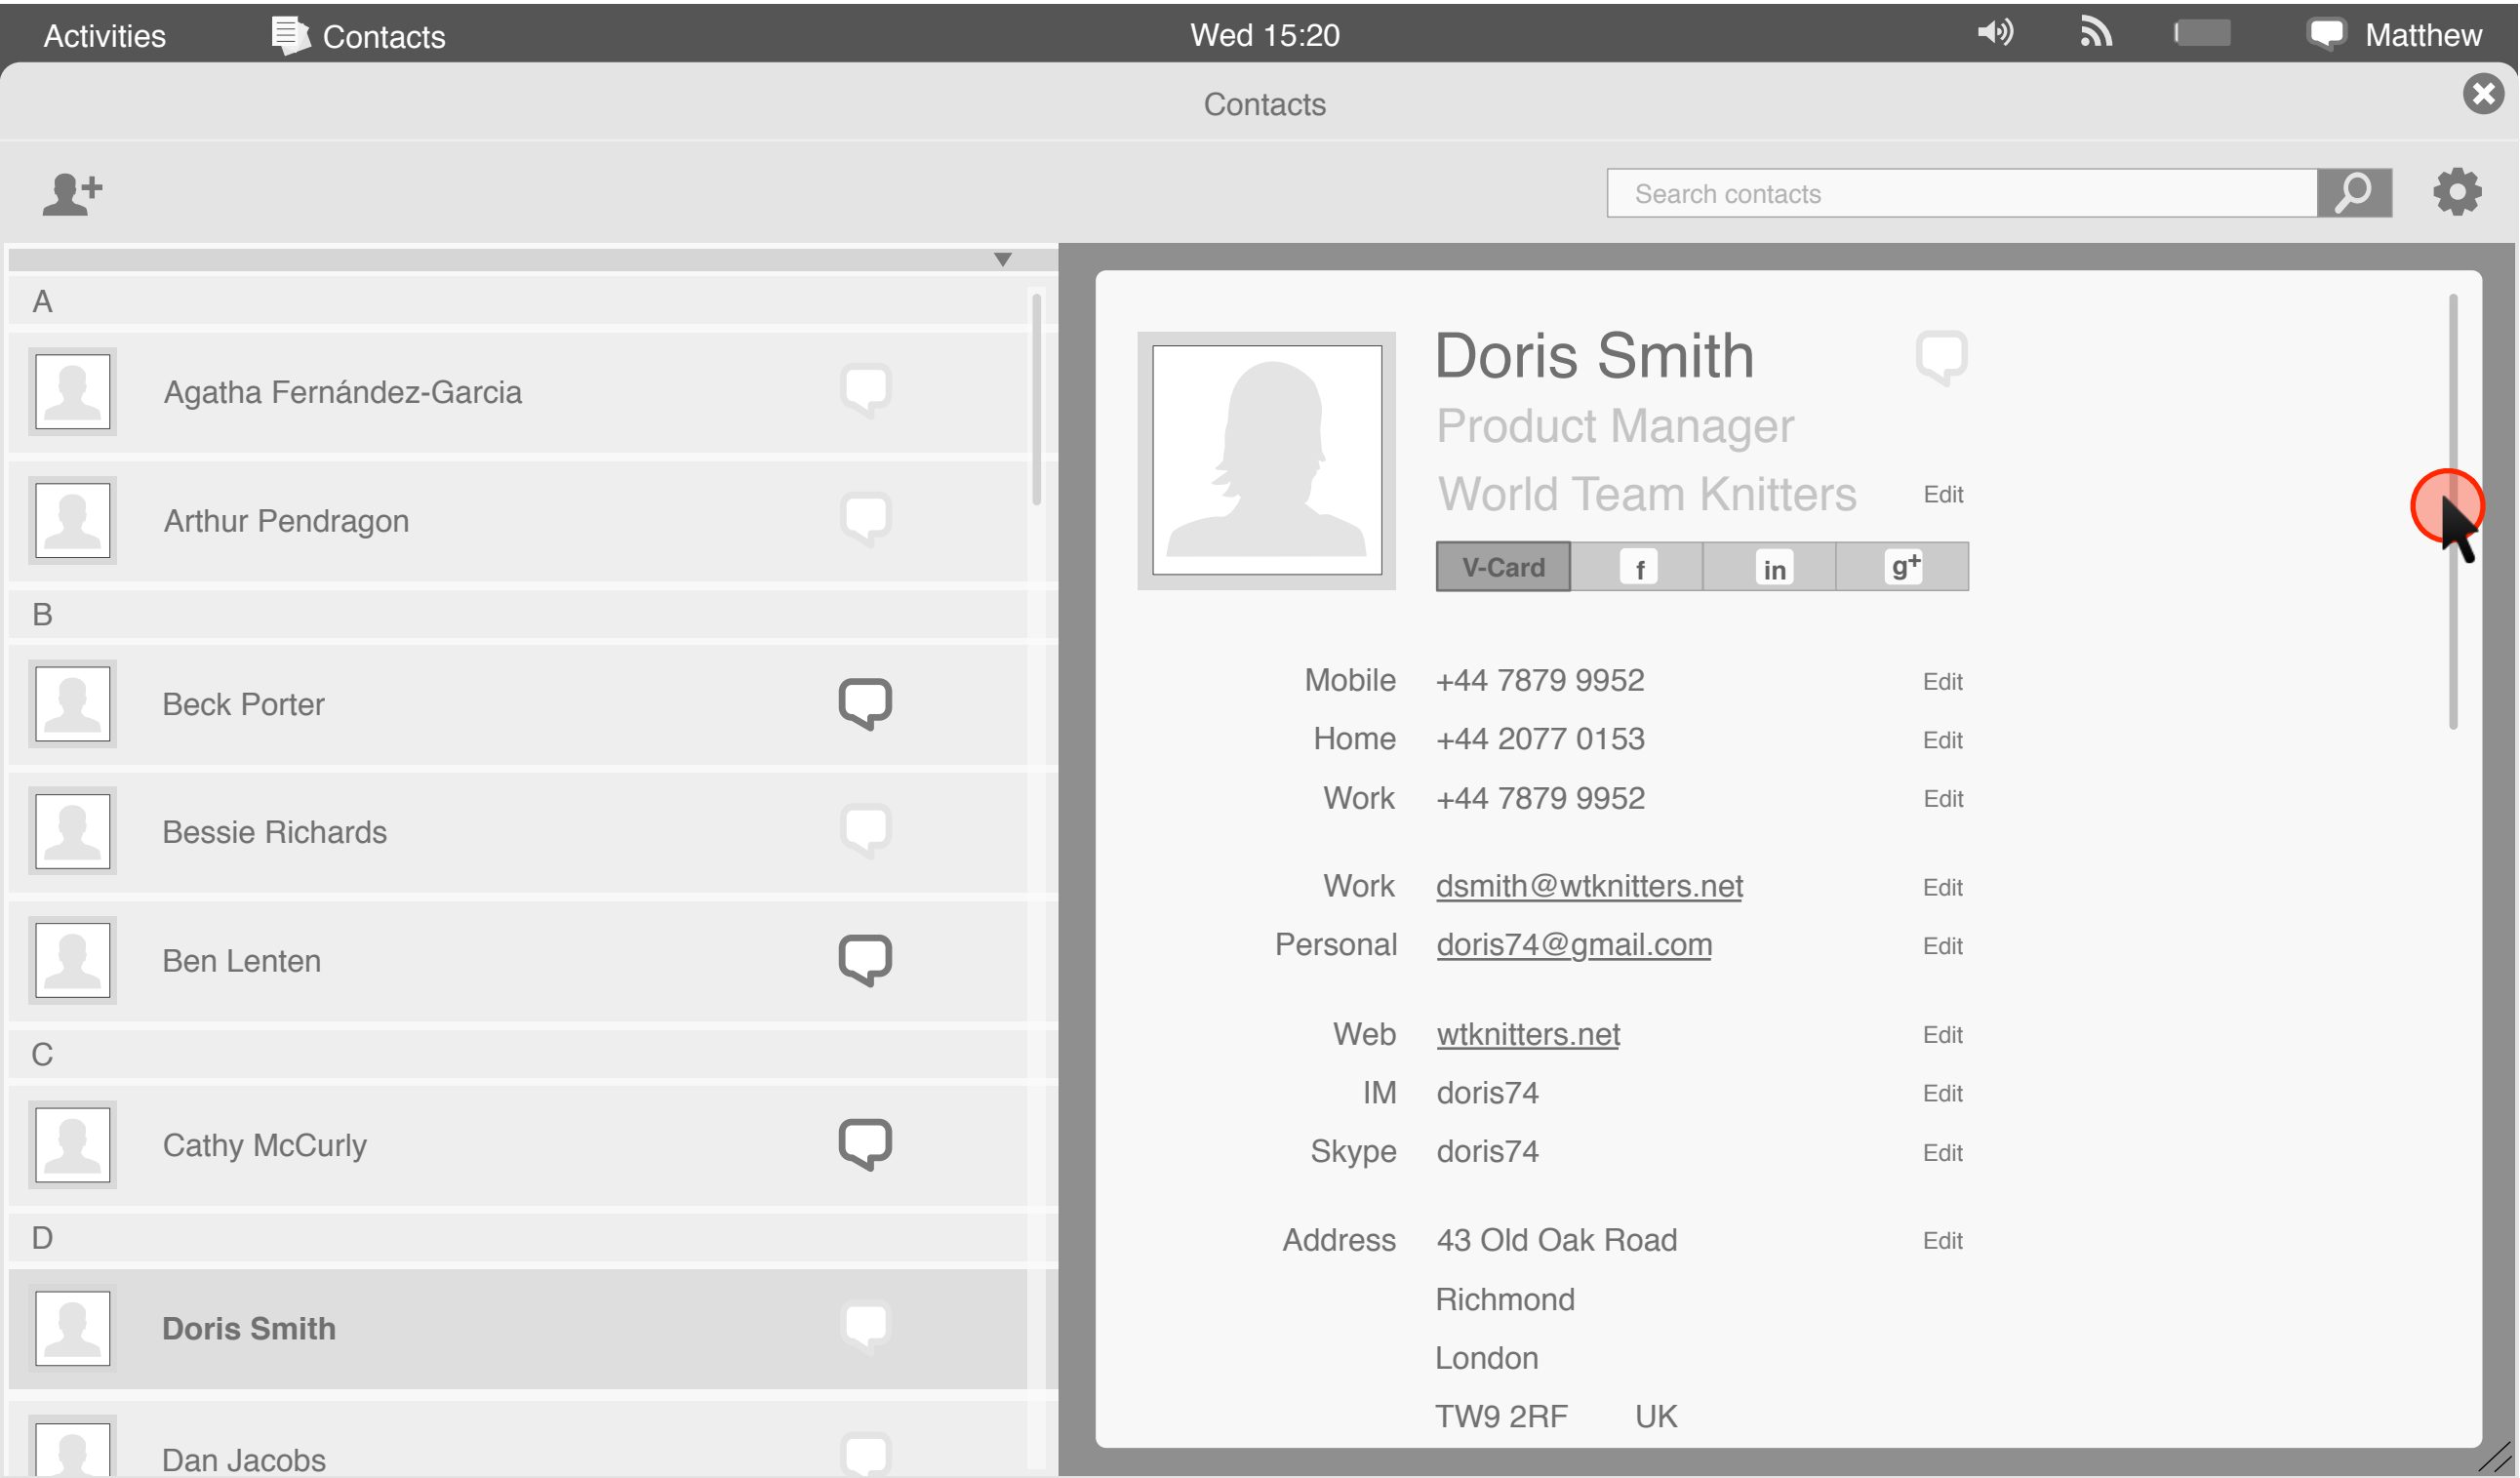 Activities Contacts Wed 15:20 Matthew
Contacts
Search contacts
A
Agatha Fernández-Garcia
Arthur Pendragon
B
Beck Porter
Bessie Richards
Ben Lenten
C
Cathy McCurly
D
Doris Smith
Dan Jacobs
Doris Smith
Product Manager
World Team Knitters Edit
V-Card f in g+
Mobile +44 7879 9952 Edit
Home +44 2077 0153 Edit
Work +44 7879 9952 Edit
Work dsmith@wtknitters.net Edit
Personal doris74@gmail.com Edit
Web wtknitters.net Edit
IM doris74 Edit
Skype doris74 Edit
Address 43 Old Oak Road Edit
Richmond
London
TW9 2RF UK